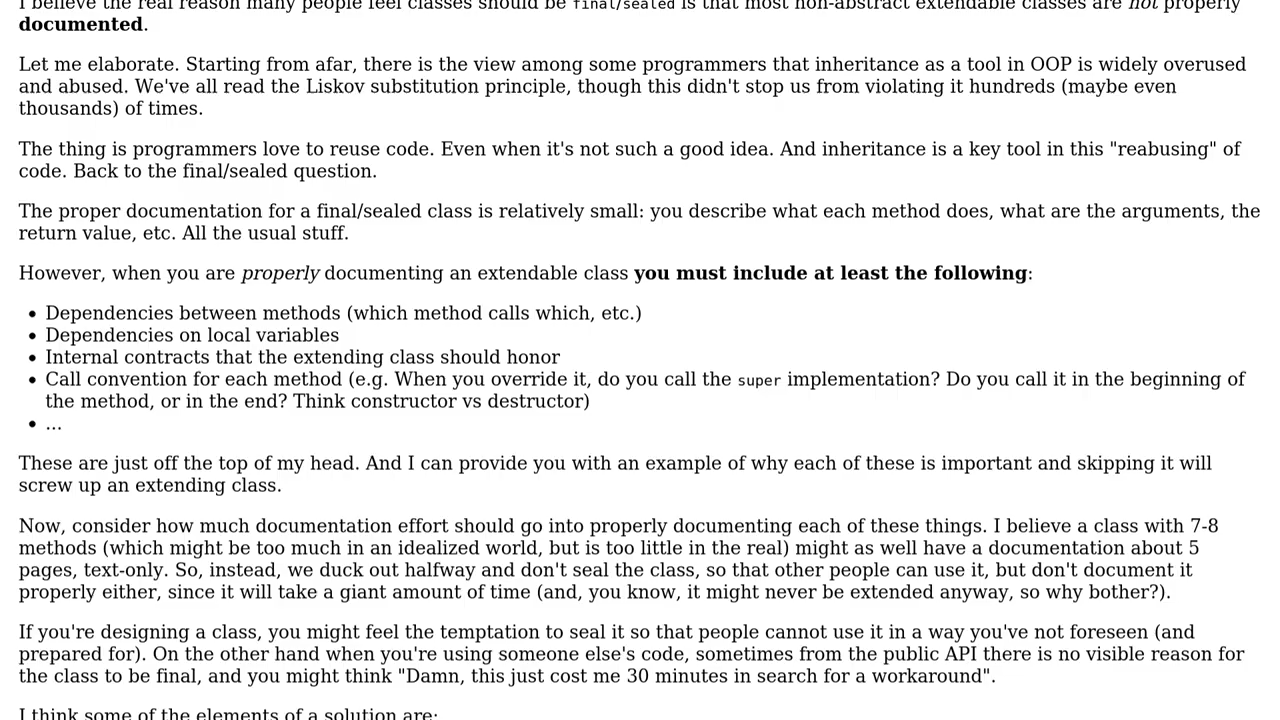 I believe the real reason many people feel classes should be final/sealed is that most non-abstract extendable classes are not properly
documented.
Let me elaborate. Starting from afar, there is the view among some programmers that inheritance as a tool in OOP is widely overused
and abused. We've all read the Liskov substitution principle, though this didn't stop us from violating it hundreds (maybe even
thousands) of times.
The thing is programmers love to reuse code. Even when it's not such a good idea. And inheritance is a key tool in this "reabusing" of
code. Back to the final/sealed question.
The proper documentation for a final/sealed class is relatively small: you describe what each method does, what are the arguments, the
return value, etc. All the usual stuff.
However, when you are properly documenting an extendable class you must include at least the following:
• Dependencies between methods (which method calls which, etc.)
• Dependencies on local variables
• Internal contracts that the extending class should honor
• Call convention for each method (e.g. When you override it, do you call the super implementation? Do you call it in the beginning of
the method, or in the end? Think constructor vs destructor)
• ...
These are just off the top of my head. And I can provide you with an example of why each of these is important and skipping it will
screw up an extending class.
Now, consider how much documentation effort should go into properly documenting each of these things. I believe a class with 7-8
methods (which might be too much in an idealized world, but is too little in the real) might as well have a documentation about 5
pages, text-only. So, instead, we duck out halfway and don't seal the class, so that other people can use it, but don't document it
properly either, since it will take a giant amount of time (and, you know, it might never be extended anyway, so why bother?).
If you're designing a class, you might feel the temptation to seal it so that people cannot use it in a way you've not foreseen (and
prepared for). On the other hand when you're using someone else's code, sometimes from the public API there is no visible reason for
the class to be final, and you might think "Damn, this just cost me 30 minutes in search for a workaround".
I think some of the elements of a solution are: